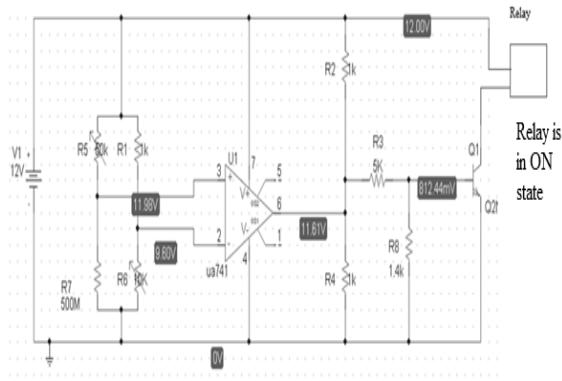 Relay
12.00V
R2
1k
R3
5K
Q1
V1
12V
+
-
R5
R1
1k
U1
3
7
5
+
V+
812.44mV
Relay is
in ON
state
11.98V
6
11.61V
9.60V
2
-
V-
1
4
ua741
R8
1.4k
R7
500M
R6
10K
R4
1k
0V